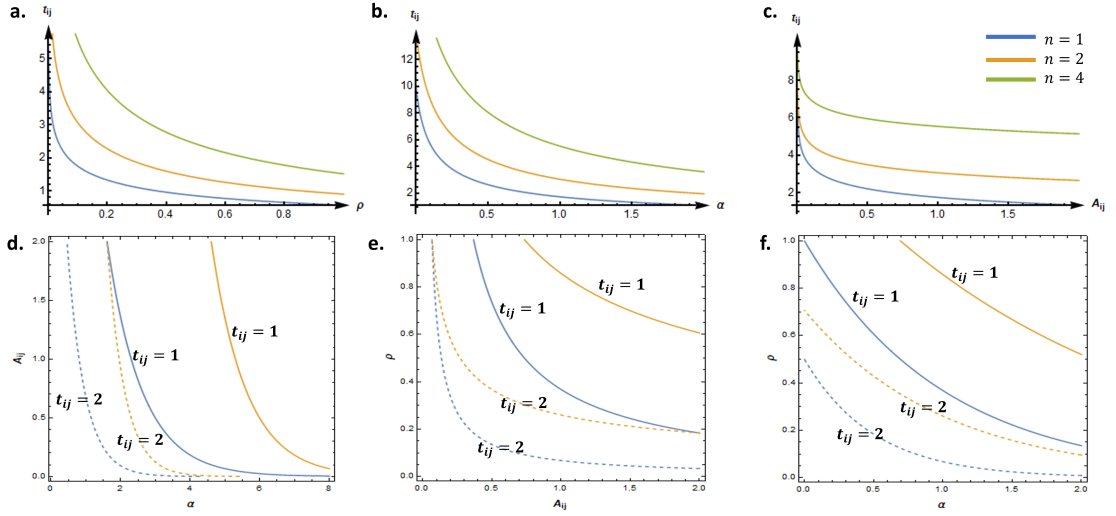 a.
t_ij
5
4
3
2
1
0.2
0.4
0.6
0.8
ρ
b.
t_ij
12
10
8
6
4
2
0.5
1.0
1.5
α
c.
t_ij
8
6
4
2
0.5
1.0
1.5
A_ij
n = 1
n = 2
n = 4
d.
2.0
1.5
1.0
0.5
0.0
A_ij
0
2
4
6
8
α
t_ij = 1
t_ij = 1
t_ij = 2
t_ij = 2
e.
1.0
0.8
0.6
0.4
0.2
0.0
ρ
0.0
0.5
1.0
1.5
2.0
A_ij
t_ij = 1
t_ij = 1
t_ij = 2
t_ij = 2
f.
1.0
0.8
0.6
0.4
0.2
0.0
ρ
0.0
0.5
1.0
1.5
2.0
α
t_ij = 1
t_ij = 1
t_ij = 2
t_ij = 2